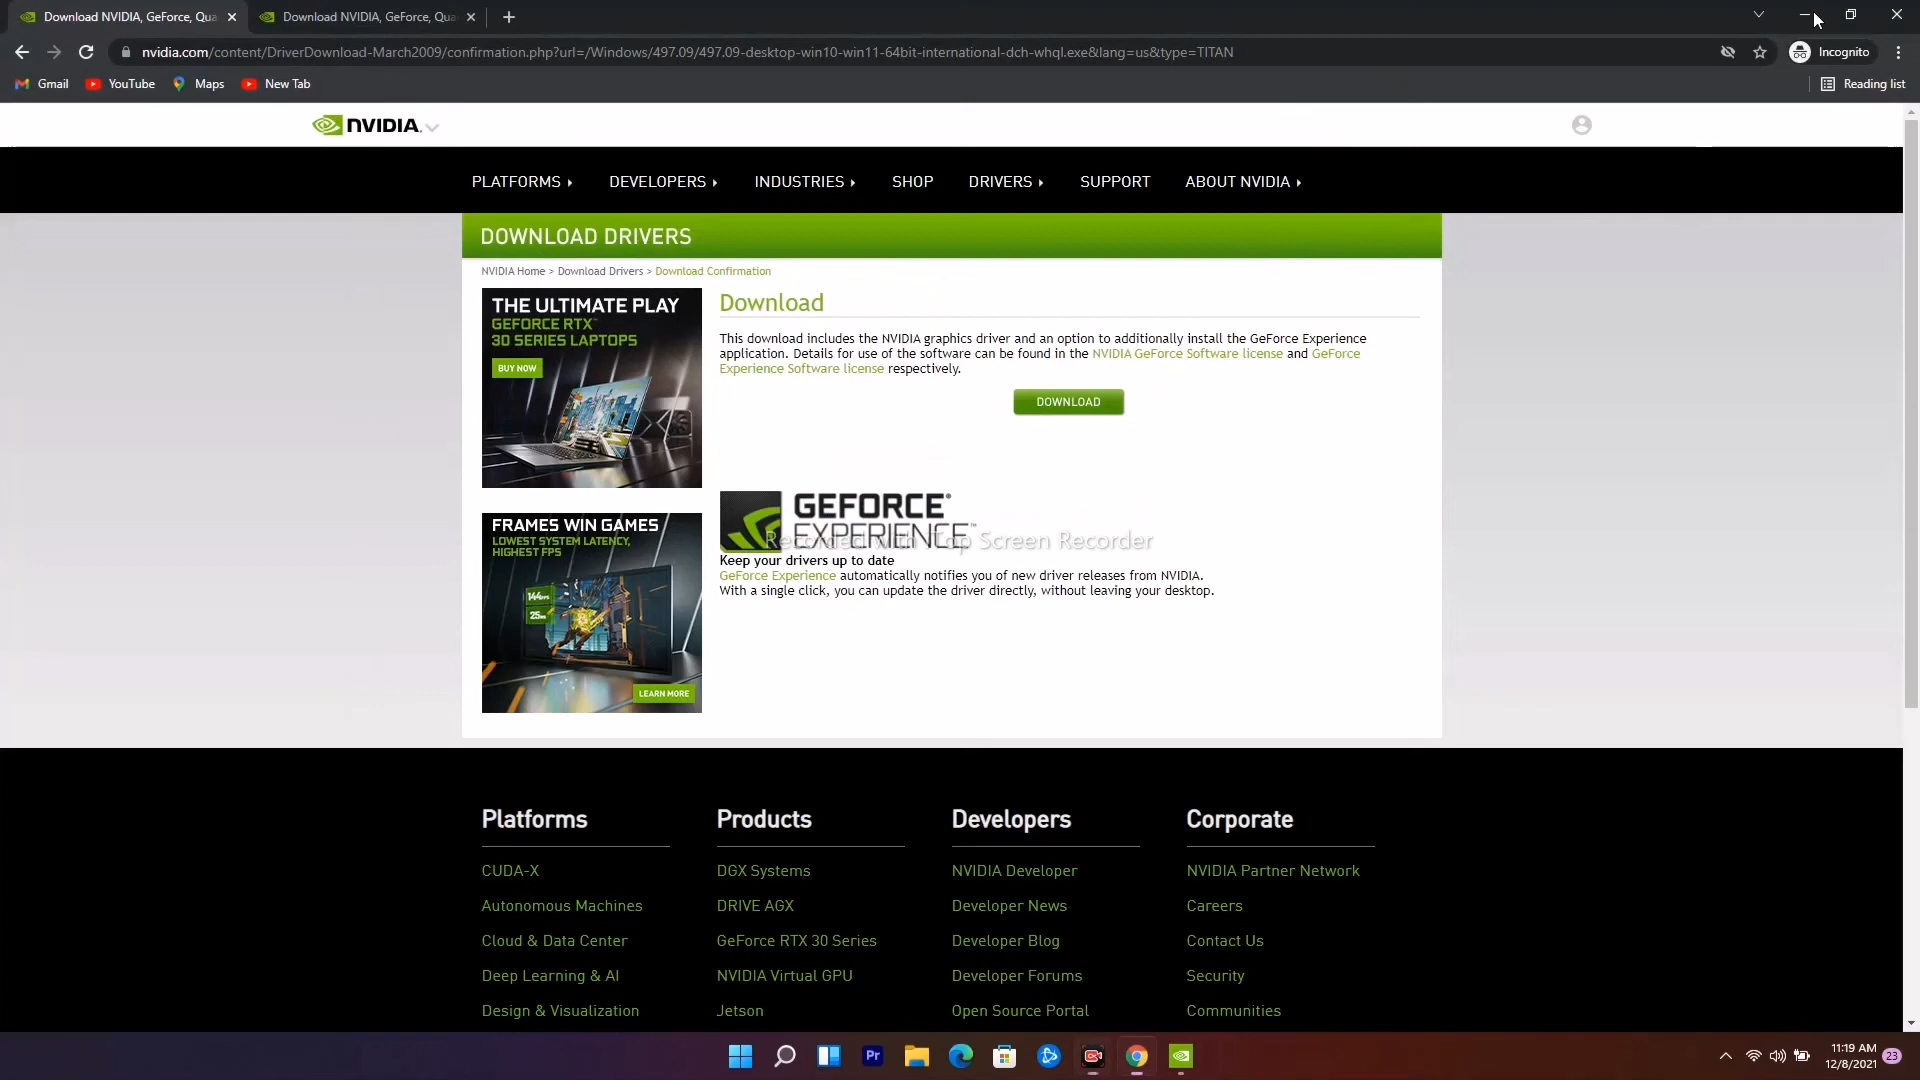 Download NVIDIA, GeForce, Qua
Download NVIDIA, GeForce, Qua
nvidia.com/content/DriverDownload-March2009/confirmation.php?url=/Windows/497.09/497.09-desktop-win10-win11-64bit-international-dch-whql.exe&lang=us&type=TITAN
Incognito
Gmail
YouTube
Maps
New Tab
Reading list
NVIDIA.
PLATFORMS
DEVELOPERS
INDUSTRIES
SHOP
DRIVERS
SUPPORT
ABOUT NVIDIA
DOWNLOAD DRIVERS
NVIDIA Home > Download Drivers > Download Confirmation
THE ULTIMATE PLAY
GEFORCE RTX™
30 SERIES LAPTOPS
BUY NOW
Download
This download includes the NVIDIA graphics driver and an option to additionally install the GeForce Experience
application. Details for use of the software can be found in the NVIDIA GeForce Software license and GeForce
Experience Software license respectively.
DOWNLOAD
FRAMES WIN GAMES
LOWEST SYSTEM LATENCY,
HIGHEST FPS
LEARN MORE
GEFORCE®
EXPERIENCE™
Recorded with iTop Screen Recorder
Keep your drivers up to date
GeForce Experience automatically notifies you of new driver releases from NVIDIA.
With a single click, you can update the driver directly, without leaving your desktop.
Platforms
CUDA-X
Autonomous Machines
Cloud & Data Center
Deep Learning & AI
Design & Visualization
Products
DGX Systems
DRIVE AGX
GeForce RTX 30 Series
NVIDIA Virtual GPU
Jetson
Developers
NVIDIA Developer
Developer News
Developer Blog
Developer Forums
Open Source Portal
Corporate
NVIDIA Partner Network
Careers
Contact Us
Security
Communities
Pr
11:19 AM
12/8/2021
23